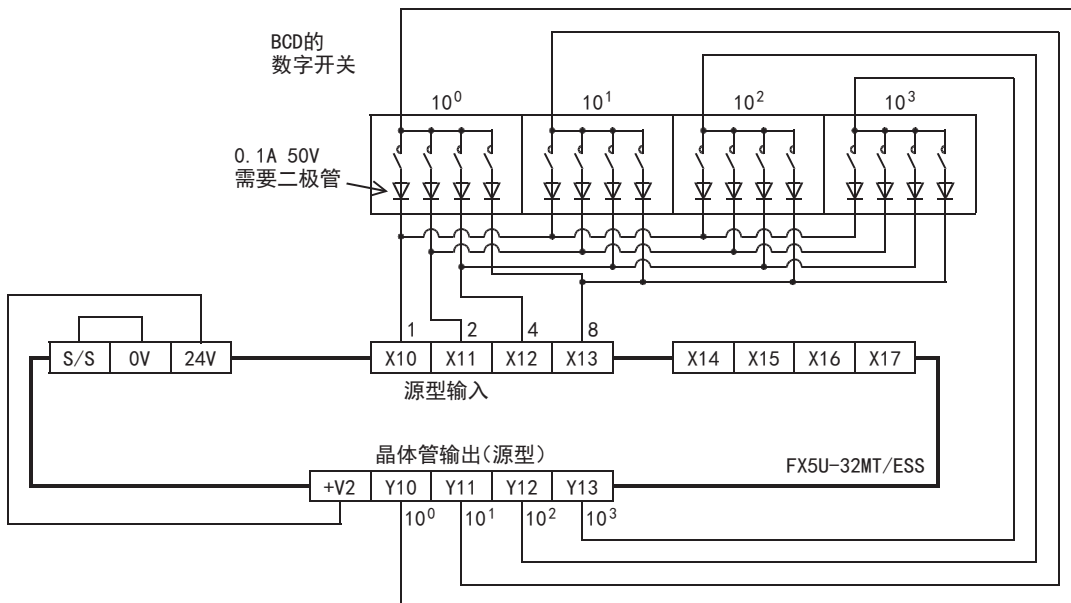 BCD的
数字开关
10⁰ 10¹ 10² 10³
0.1A 50V
需要二极管
1 2 4 8
S/S 0V 24V X10 X11 X12 X13 X14 X15 X16 X17
源型输入
晶体管输出(源型)
FX5U-32MT/ESS
+V2 Y10 Y11 Y12 Y13
10⁰ 10¹ 10² 10³